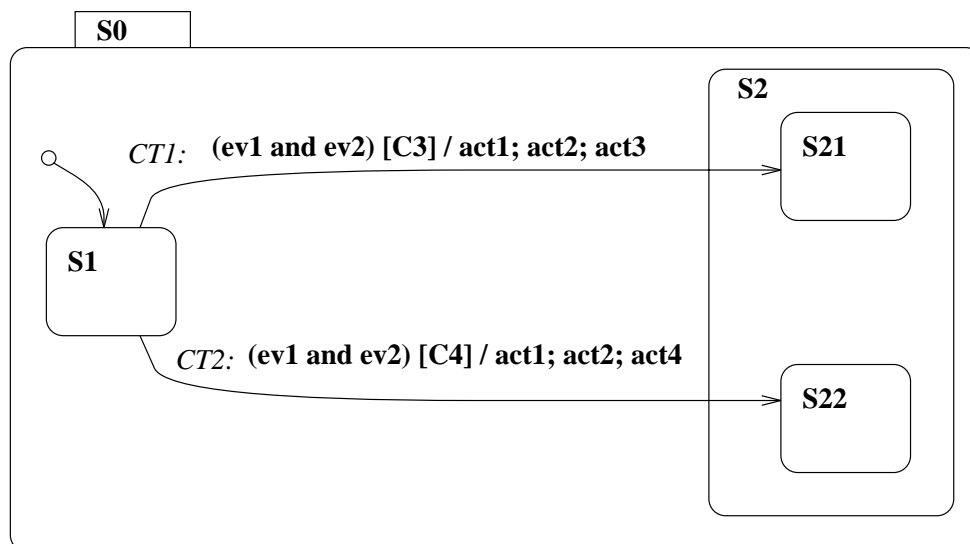 S0
S2
CT1: (ev1 and ev2) [C3] / act1; act2; act3
S21
S1
CT2: (ev1 and ev2) [C4] / act1; act2; act4
S22